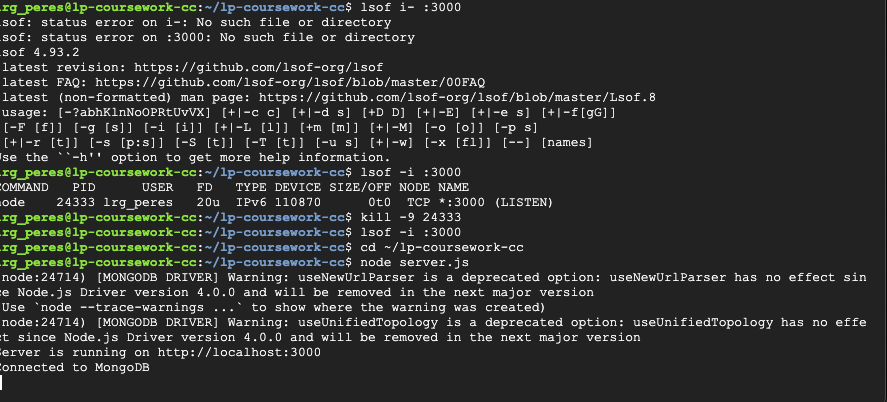 lrg_peres@lp-coursework-cc:~/lp-coursework-cc$ lsof i- :3000
lsof: status error on i-: No such file or directory
lsof: status error on :3000: No such file or directory
lsof 4.93.2
latest revision: https://github.com/lsof-org/lsof
latest FAQ: https://github.com/lsof-org/lsof/blob/master/00FAQ
latest (non-formatted) man page: https://github.com/lsof-org/lsof/blob/master/Lsof.8
usage: [-?abhKlnNoOPRtUvVX] [+|-c c] [+|-d s] [+D D] [+|-E] [+|-e s] [+|-f[gG]]
[-F [f]] [-g [s]] [-i [i]] [+|-L [l]] [+m [m]] [+|-M] [-o [o]] [-p s]
[+|-r [t]] [-s [p:s]] [-S [t]] [-T [t]] [-u s] [+|-w] [-x [fl]] [--] [names]
Use the ``-h'' option to get more help information.
lrg_peres@lp-coursework-cc:~/lp-coursework-cc$ lsof -i :3000
COMMAND PID USER FD TYPE DEVICE SIZE/OFF NODE NAME
node 24333 lrg_peres 20u IPv6 110870 0t0 TCP *:3000 (LISTEN)
lrg_peres@lp-coursework-cc:~/lp-coursework-cc$ kill -9 24333
lrg_peres@lp-coursework-cc:~/lp-coursework-cc$ lsof -i :3000
lrg_peres@lp-coursework-cc:~/lp-coursework-cc$ cd ~/lp-coursework-cc
lrg_peres@lp-coursework-cc:~/lp-coursework-cc$ node server.js
(node:24714) [MONGODB DRIVER] Warning: useNewUrlParser is a deprecated option: useNewUrlParser has no effect sin
ce Node.js Driver version 4.0.0 and will be removed in the next major version
(Use `node --trace-warnings ...` to show where the warning was created)
(node:24714) [MONGODB DRIVER] Warning: useUnifiedTopology is a deprecated option: useUnifiedTopology has no effe
ct since Node.js Driver version 4.0.0 and will be removed in the next major version
Server is running on http://localhost:3000
Connected to MongoDB